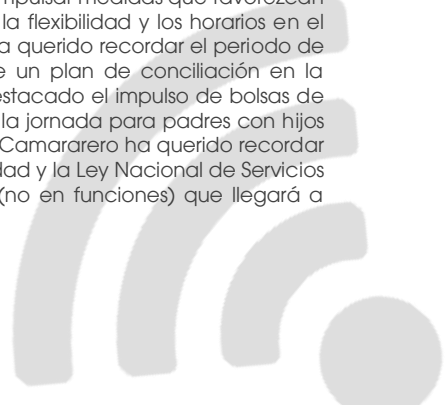 mpulsar medidas que favorezcan
la flexibilidad y los horarios en el
a querido recordar el periodo de
e un plan de conciliación en la
estacado el impulso de bolsas de
la jornada para padres con hijos
Camararero ha querido recordar
dad y la Ley Nacional de Servicios
(no en funciones) que llegará a